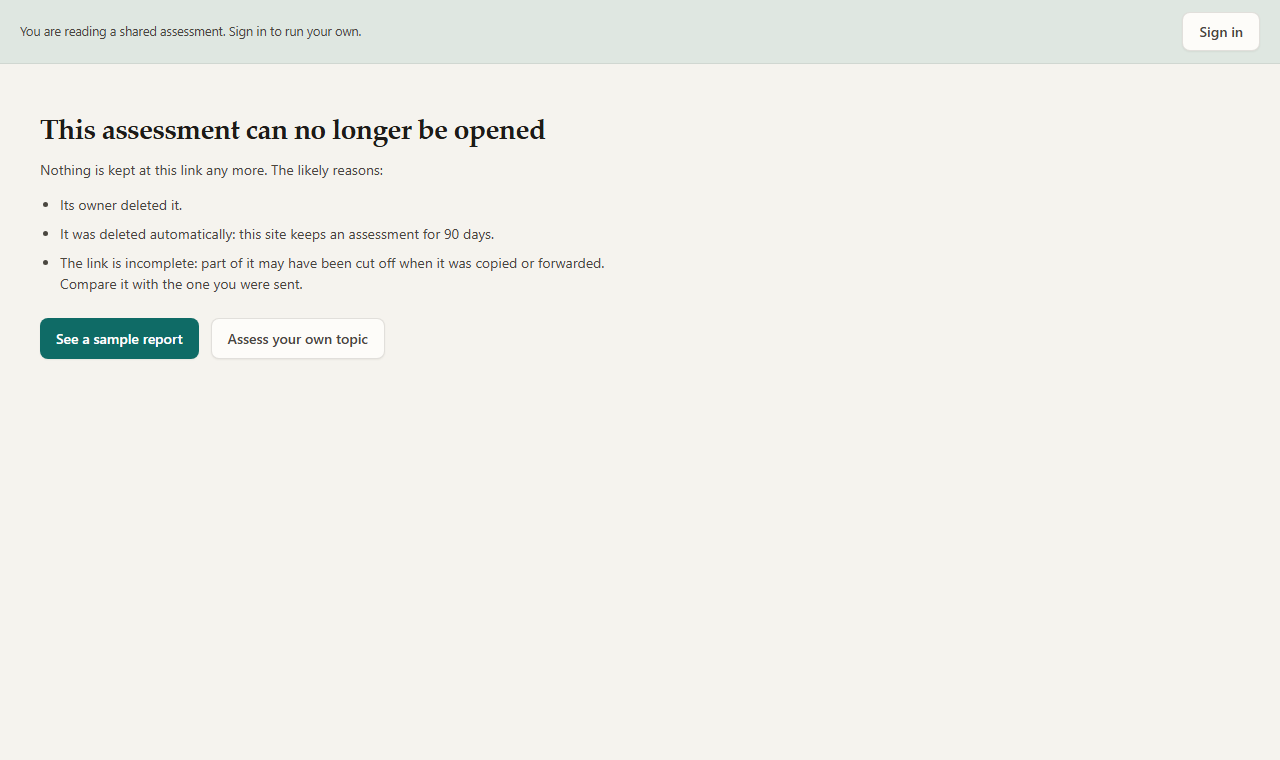 You are reading a shared assessment. Sign in to run your own.
Sign in
This assessment can no longer be opened
Nothing is kept at this link any more. The likely reasons:
Its owner deleted it.
It was deleted automatically: this site keeps an assessment for 90 days.
The link is incomplete: part of it may have been cut off when it was copied or forwarded.
Compare it with the one you were sent.
See a sample report
Assess your own topic